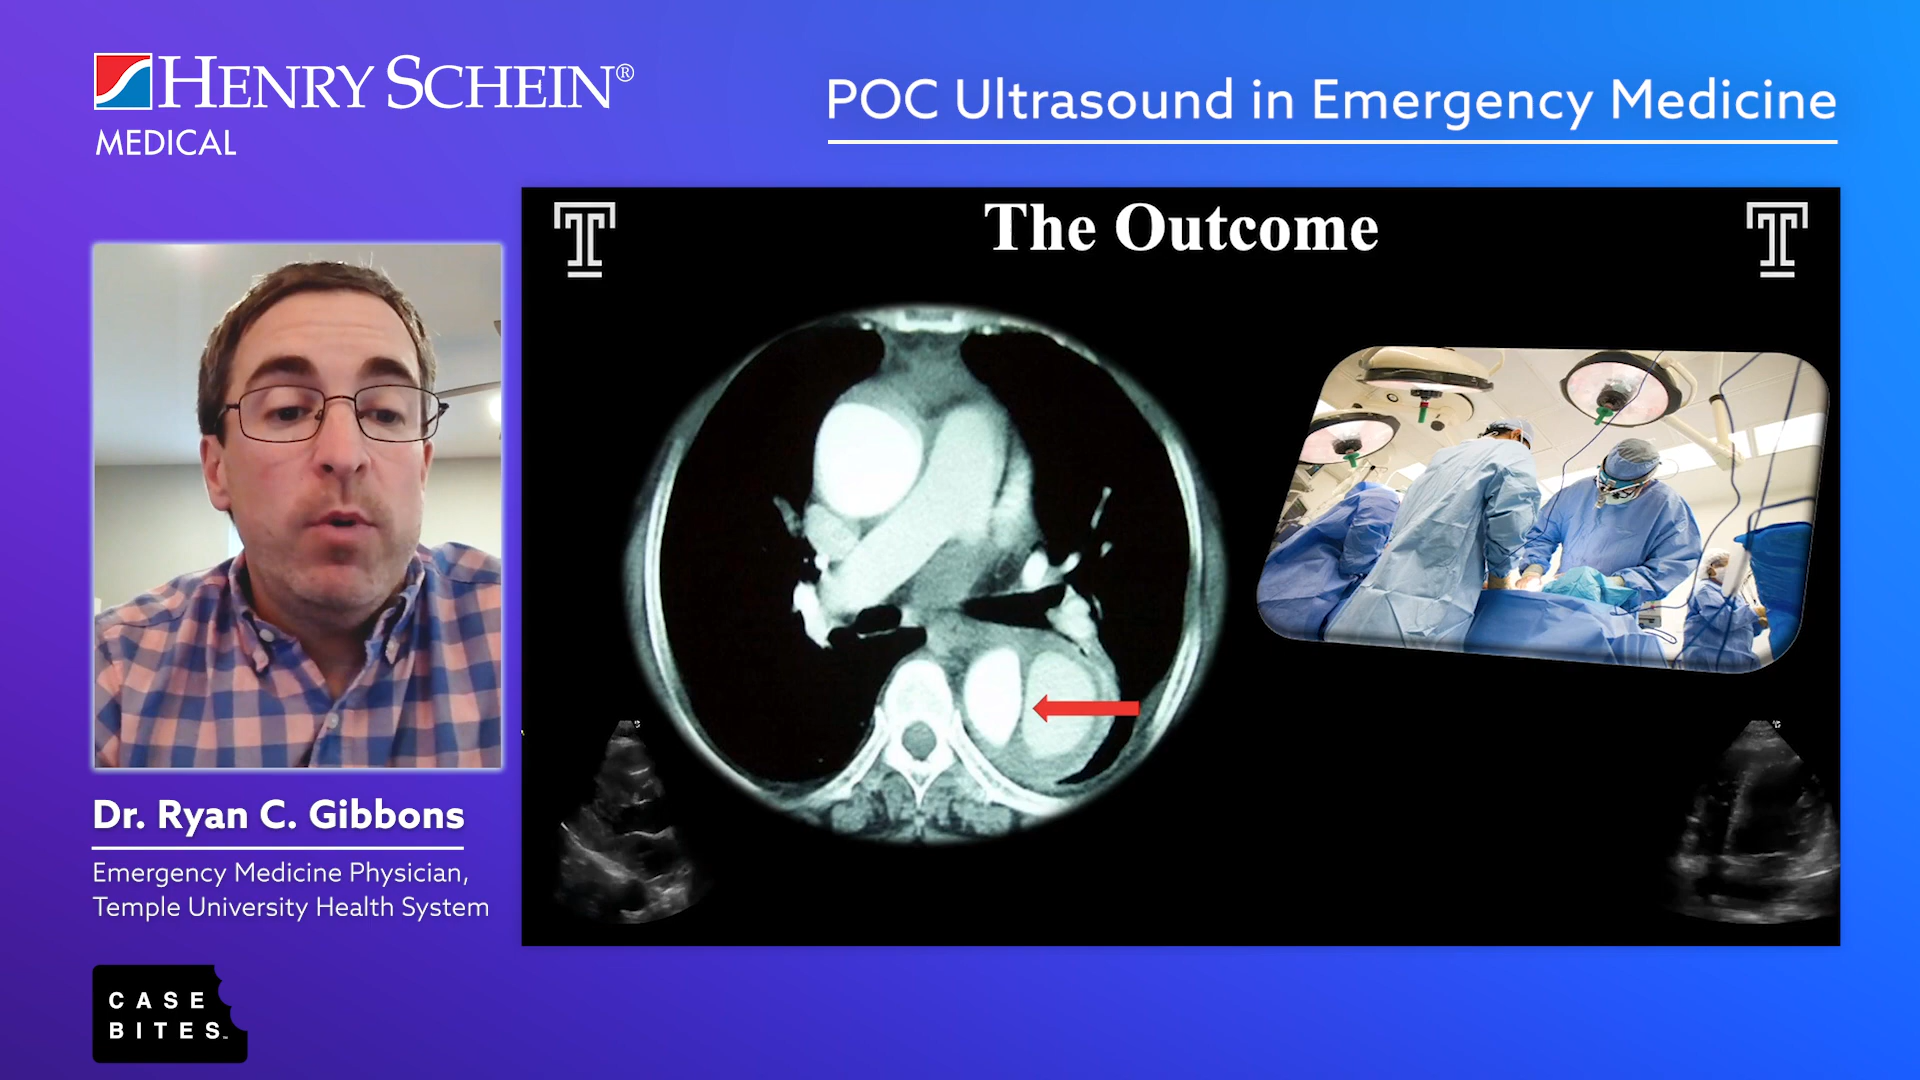 HENRY SCHEIN®
MEDICAL
POC Ultrasound in Emergency Medicine
The Outcome
Dr. Ryan C. Gibbons
Emergency Medicine Physician,
Temple University Health System
CASE
BITES